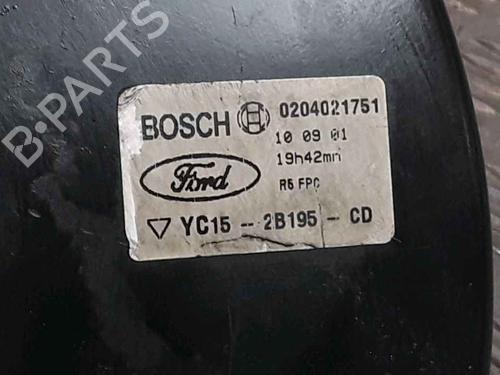 B-PARTS
BOSCH 0204021751
10 09 01
19h42mn
Ford R6 FPC
YC15 -- 2B195 - CD